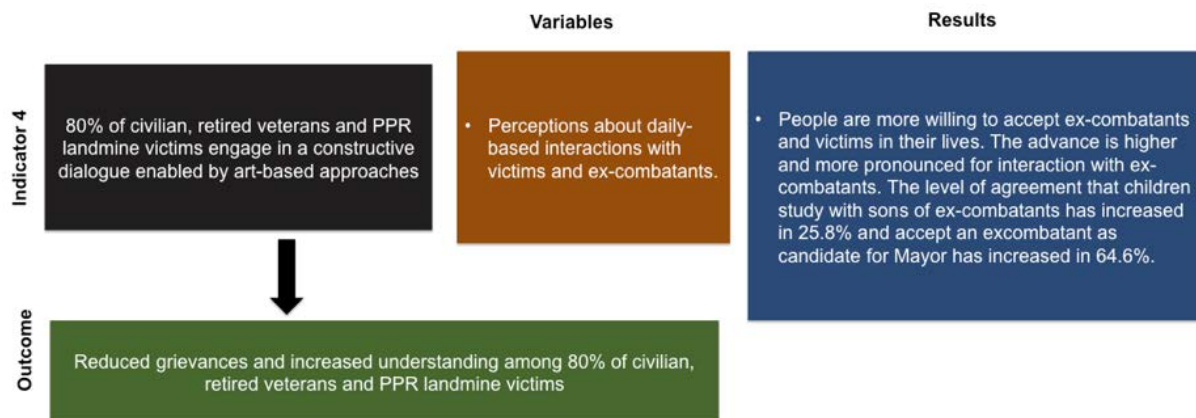 Variables
Results
Indicator 4
80% of civilian, retired veterans and PPR
landmine victims engage in a constructive
dialogue enabled by art-based approaches
• Perceptions about daily-
based interactions with
victims and ex-combatants.
• People are more willing to accept ex-combatants
and victims in their lives. The advance is higher
and more pronounced for interaction with ex-
combatants. The level of agreement that children
study with sons of ex-combatants has increased
in 25.8% and accept an excombatant as
candidate for Mayor has increased in 64.6%.
Outcome
Reduced grievances and increased understanding among 80% of civilian,
retired veterans and PPR landmine victims